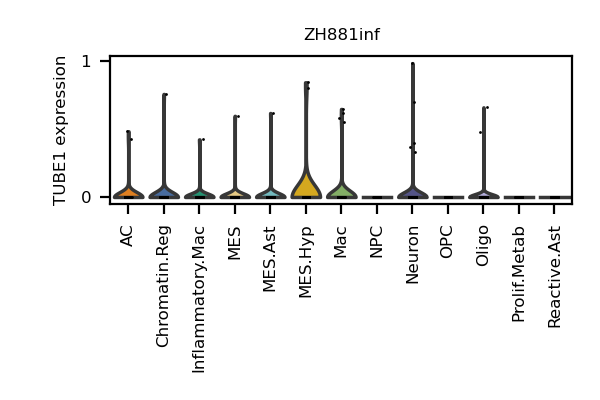 ZH881inf
TUBE1 expression
1
0
AC
Chromatin.Reg
Inflammatory.Mac
MES
MES.Ast
MES.Hyp
Mac
NPC
Neuron
OPC
Oligo
Prolif.Metab
Reactive.Ast